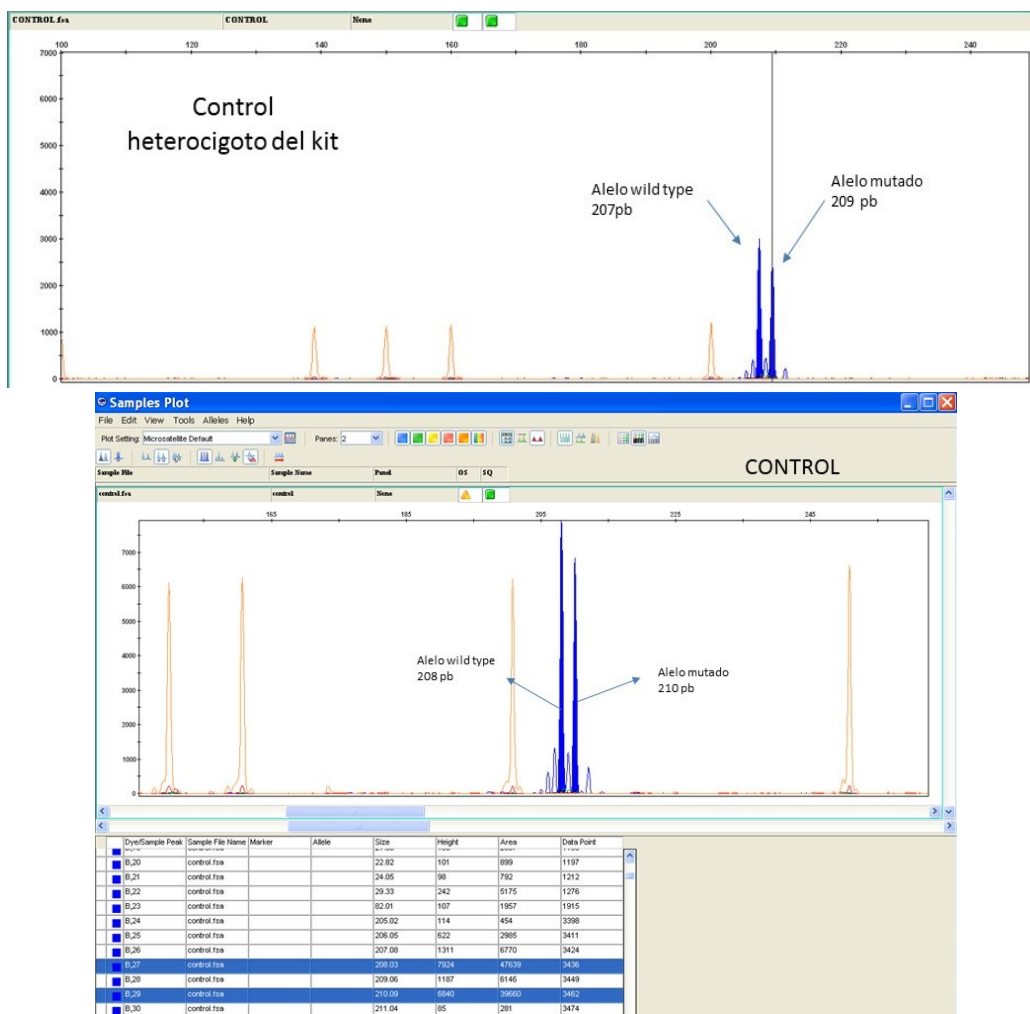 CONTROL.fsa CONTROL None
100 120 140 160 180 200 220 240
7000
6000
5000
4000
3000
2000
1000
0
Control
heterocigoto del kit
Alelo wild type
207pb
Alelo mutado
209 pb
Samples Plot
File Edit View Tools Alleles Help
Plot Setting: Microsatellite Default Panes: 2
Sample File Sample Name Panel OS SQ
CONTROL
control.fsa control None
165 185 205 225 245
7000
6000
5000
4000
3000
2000
1000
0
Alelo wild type
208 pb
Alelo mutado
210 pb
Dye/Sample Peak Sample File Name Marker Allele Size Height Area Data Point
B,20 control.fsa 22.82 101 899 1197
B,21 control.fsa 24.05 98 792 1212
B,22 control.fsa 29.33 242 5175 1276
B,23 control.fsa 82.01 107 1957 1915
B,24 control.fsa 205.02 114 454 3398
B,25 control.fsa 206.05 622 2985 3411
B,26 control.fsa 207.08 1311 6770 3424
B,27 control.fsa 208.03 7924 47639 3436
B,28 control.fsa 209.06 1187 6146 3449
B,29 control.fsa 210.09 6840 39660 3462
B,30 control.fsa 211.04 85 281 3474